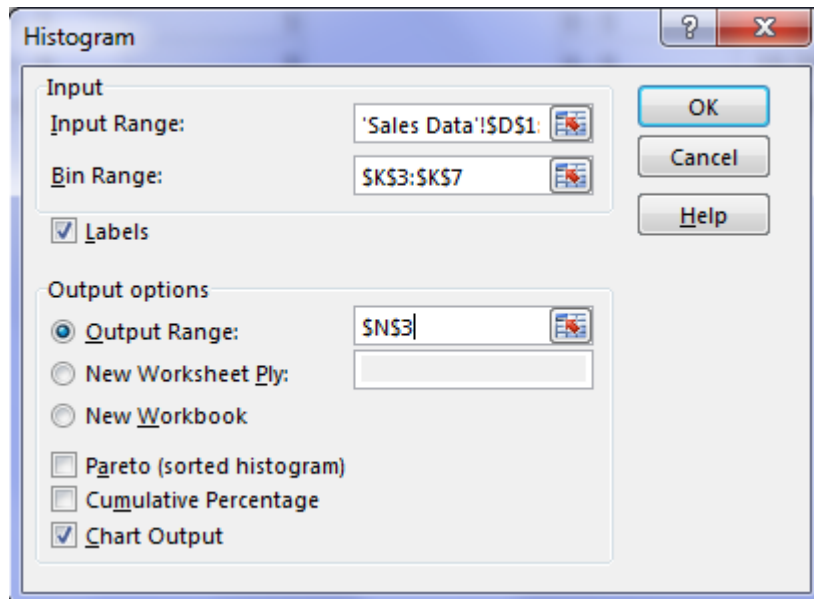 Histogram
?
X
Input
Input Range:
'Sales Data'!$D$1:
OK
Bin Range:
$K$3:$K$7
Cancel
Labels
Help
Output options
Output Range:
$N$3
New Worksheet Ply:
New Workbook
Pareto (sorted histogram)
Cumulative Percentage
Chart Output